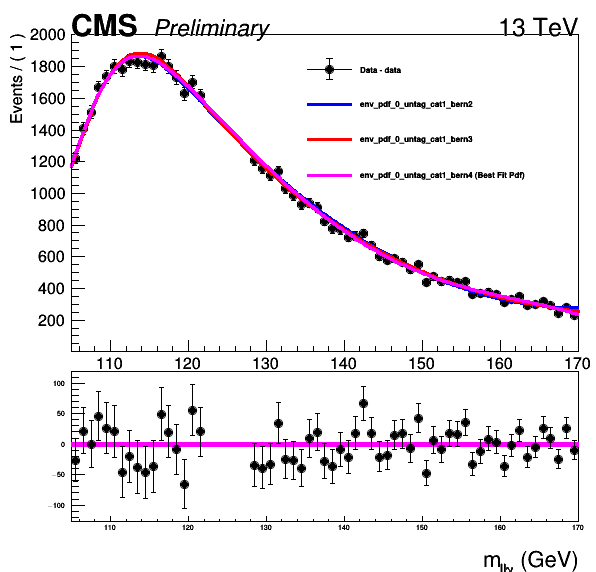 CMS Preliminary 13 TeV
Events / ( 1 )
2000
1800
1600
1400
1200
1000
800
600
400
200
Data - data
env_pdf_0_untag_cat1_bern2
env_pdf_0_untag_cat1_bern3
env_pdf_0_untag_cat1_bern4 (Best Fit Pdf)
110 120 130 140 150 160 170
100
50
0
-50
-100
110 120 130 140 150 160 170
m (GeV)